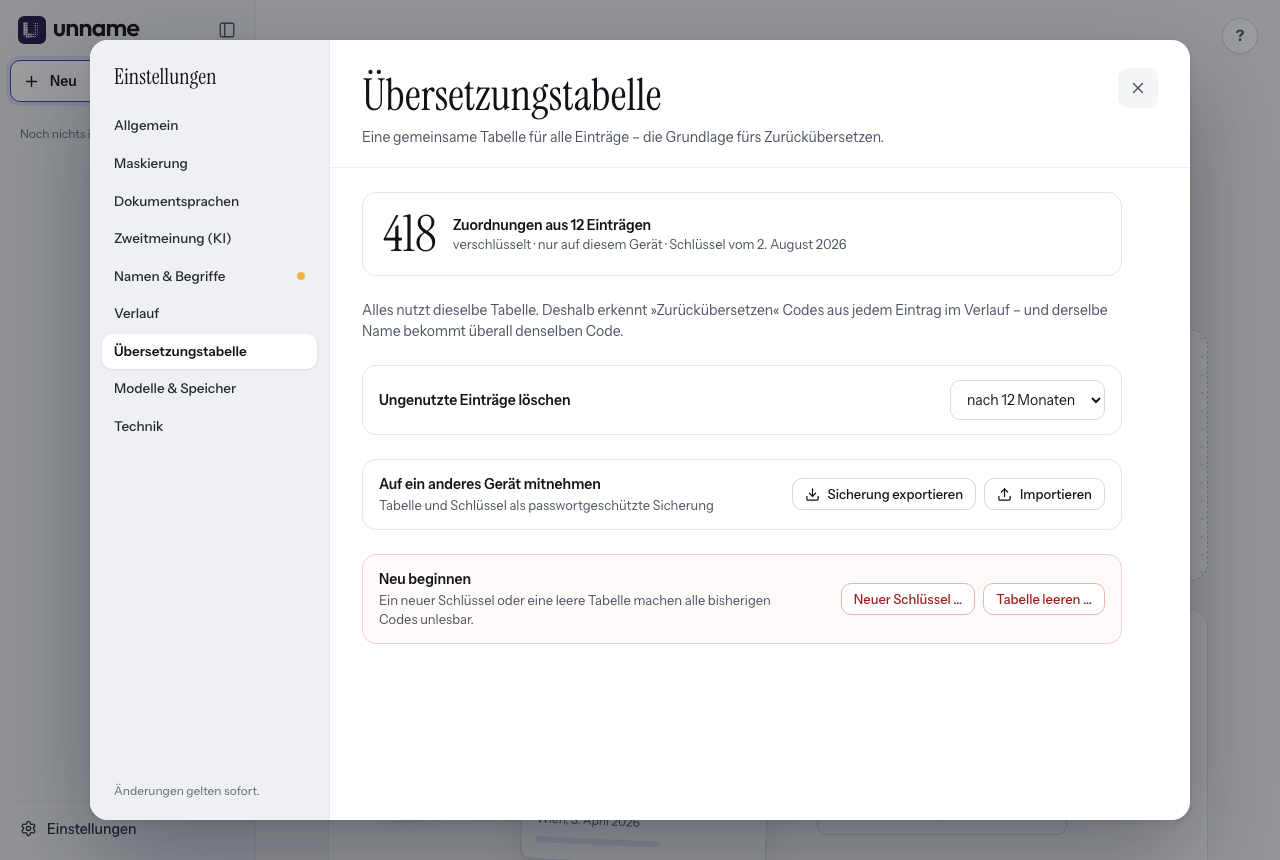 unname
?
Neu
Noch nichts
Einstellungen
Allgemein
Maskierung
Dokumentsprachen
Zweitmeinung (KI)
Namen & Begriffe
Verlauf
Übersetzungstabelle
Modelle & Speicher
Technik
Änderungen gelten sofort.
Einstellungen
Übersetzungstabelle
Eine gemeinsame Tabelle für alle Einträge – die Grundlage fürs Zurückübersetzen.
418
Zuordnungen aus 12 Einträgen
verschlüsselt · nur auf diesem Gerät · Schlüssel vom 2. August 2026
Alles nutzt dieselbe Tabelle. Deshalb erkennt »Zurückübersetzen« Codes aus jedem Eintrag im Verlauf – und derselbe
Name bekommt überall denselben Code.
Ungenutzte Einträge löschen
nach 12 Monaten
Auf ein anderes Gerät mitnehmen
Tabelle und Schlüssel als passwortgeschützte Sicherung
Sicherung exportieren
Importieren
Neu beginnen
Ein neuer Schlüssel oder eine leere Tabelle machen alle bisherigen
Codes unlesbar.
Neuer Schlüssel …
Tabelle leeren …
Wien, 3. April 2026